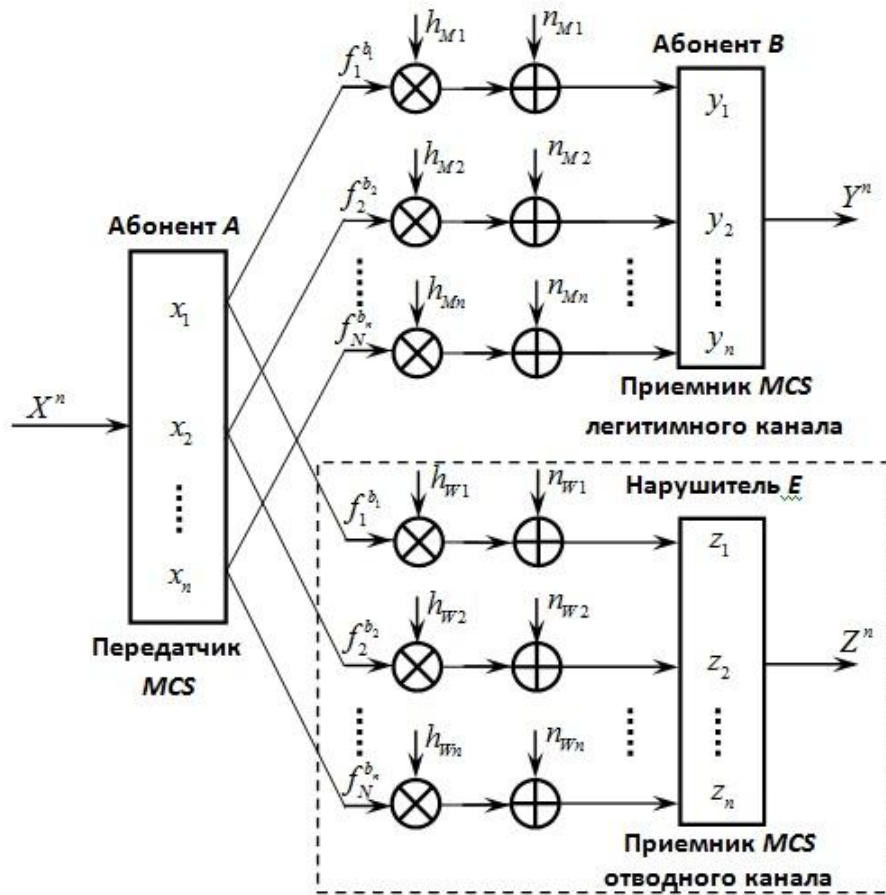 h_{M1}
n_{M1}
Абонент B
f_1^{b_1}
y_1
h_{M2}
n_{M2}
Y^n
Абонент A
f_2^{b_2}
y_2
x_1
h_{Mn}
n_{Mn}
f_N^{b_n}
y_n
Приемник MCS
легитимного канала
X^n
x_2
h_{W1}
n_{W1}
Нарушитель E
f_1^{b_1}
z_1
x_n
h_{W2}
n_{W2}
Z^n
Передатчик
MCS
f_2^{b_2}
z_2
h_{Wn}
n_{Wn}
f_N^{b_n}
z_n
Приемник MCS
отводного канала